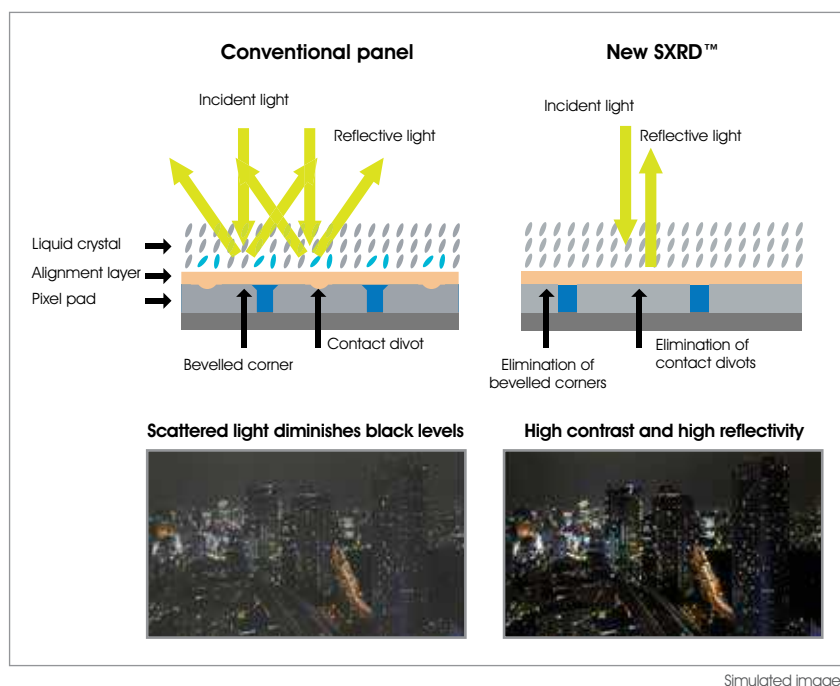 Conventional panel
New SXRD™
Incident light
Reflective light
Incident light
Reflective light
Liquid crystal
Alignment layer
Pixel pad
Bevelled corner
Contact divot
Elimination of
bevelled corners
Elimination of
contact divots
Scattered light diminishes black levels
High contrast and high reflectivity
Simulated image